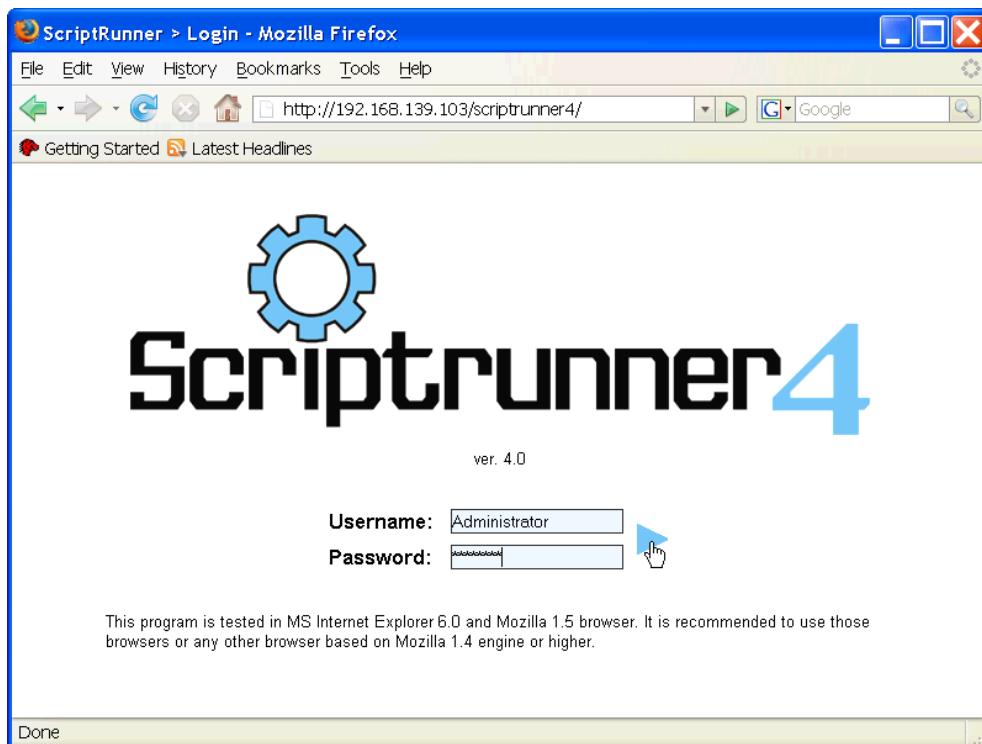 ScriptRunner > Login - Mozilla Firefox
File Edit View History Bookmarks Tools Help
http://192.168.139.103/scriptrunner4/
G Google
Getting Started Latest Headlines
Scriptrunner4
ver. 4.0
Username: Administrator
Password: *********
This program is tested in MS Internet Explorer 6.0 and Mozilla 1.5 browser. It is recommended to use those
browsers or any other browser based on Mozilla 1.4 engine or higher.
Done